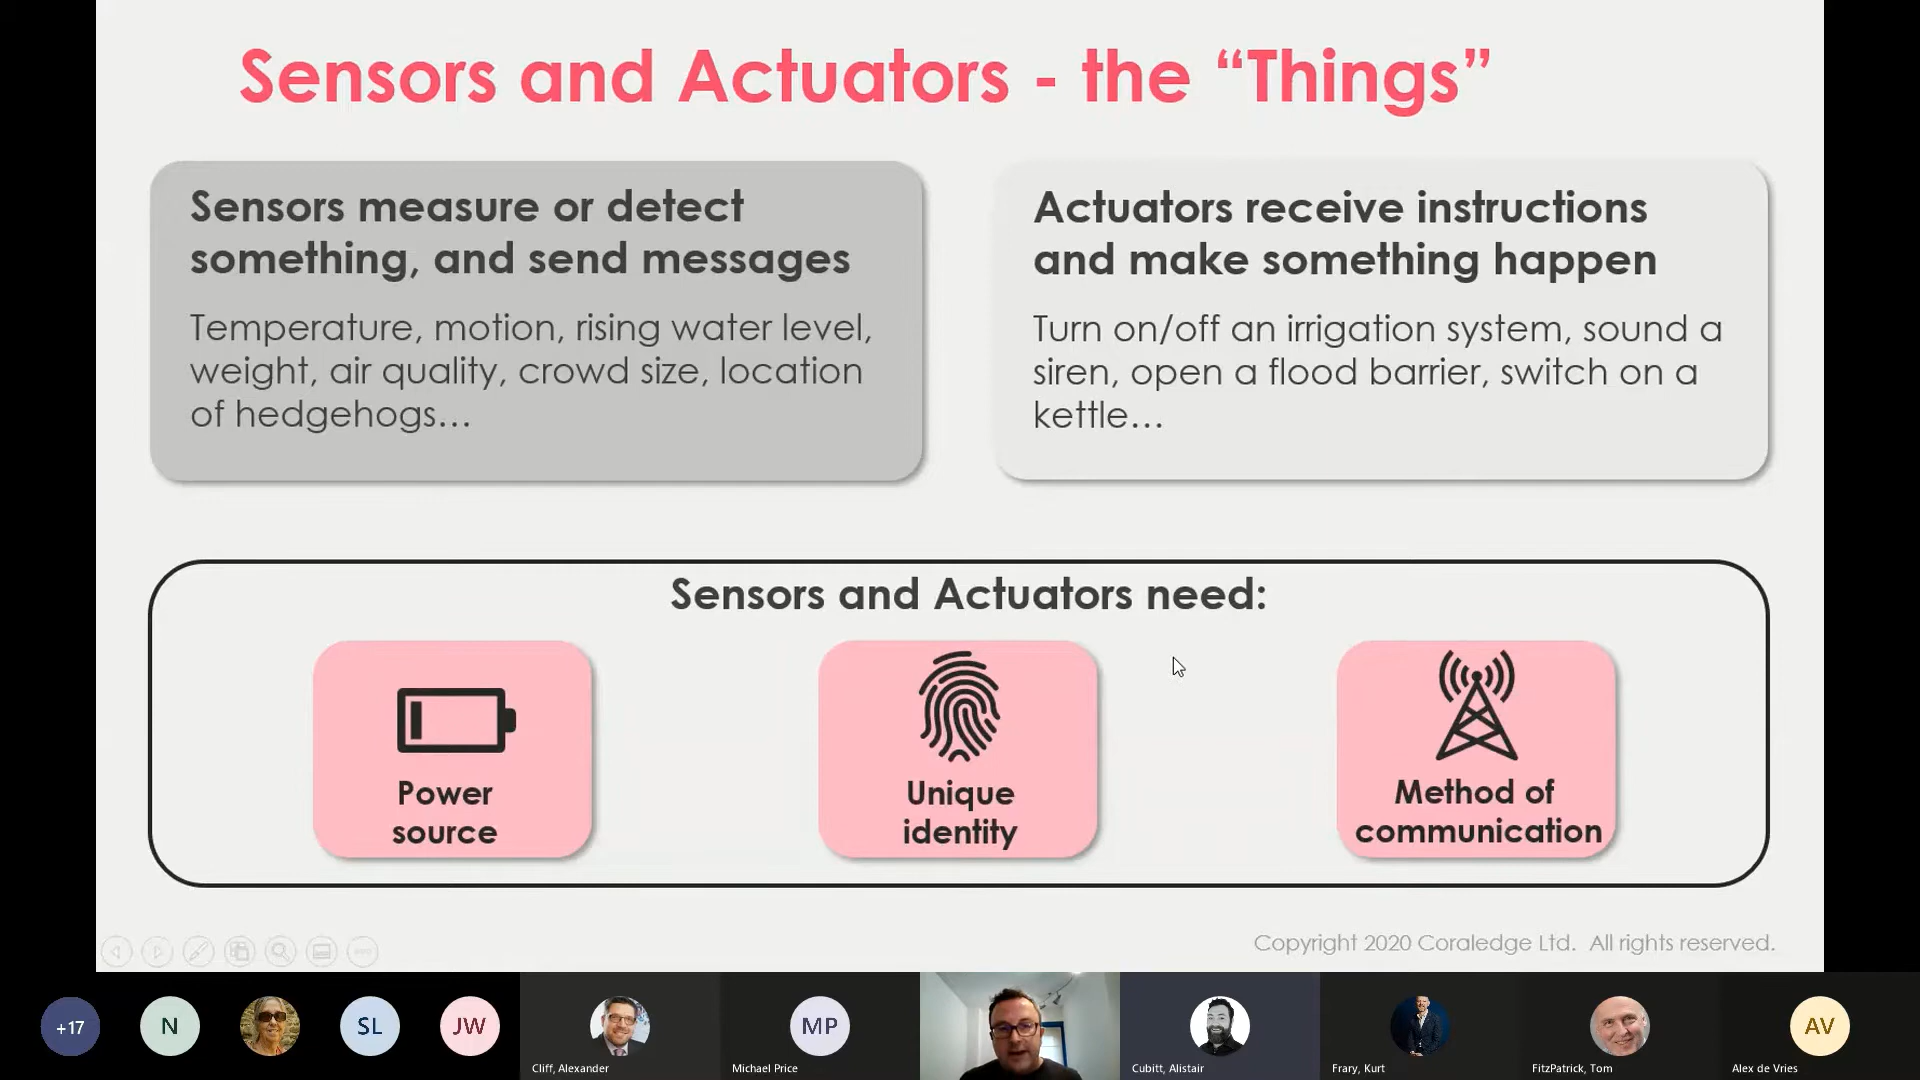 Sensors and Actuators - the “Things”
Sensors measure or detect
something, and send messages
Temperature, motion, rising water level,
weight, air quality, crowd size, location
of hedgehogs…
Actuators receive instructions
and make something happen
Turn on/off an irrigation system, sound a
siren, open a flood barrier, switch on a
kettle…
Sensors and Actuators need:
Power
source
Unique
identity
Method of
communication
Copyright 2020 Coraledge Ltd. All rights reserved.
+17
N
SL
JW
MP
AV
Cliff, Alexander
Michael Price
Cubitt, Alistair
Frary, Kurt
FitzPatrick, Tom
Alex de Vries